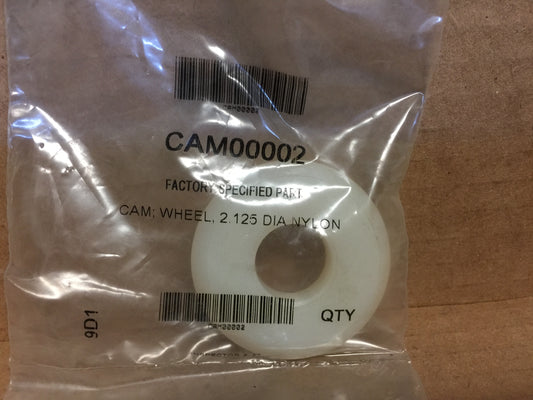 CAM00002
FACTORY SPECIFIED PART
CAM; WHEEL, 2.125 DIA NYLON
QTY
9D1